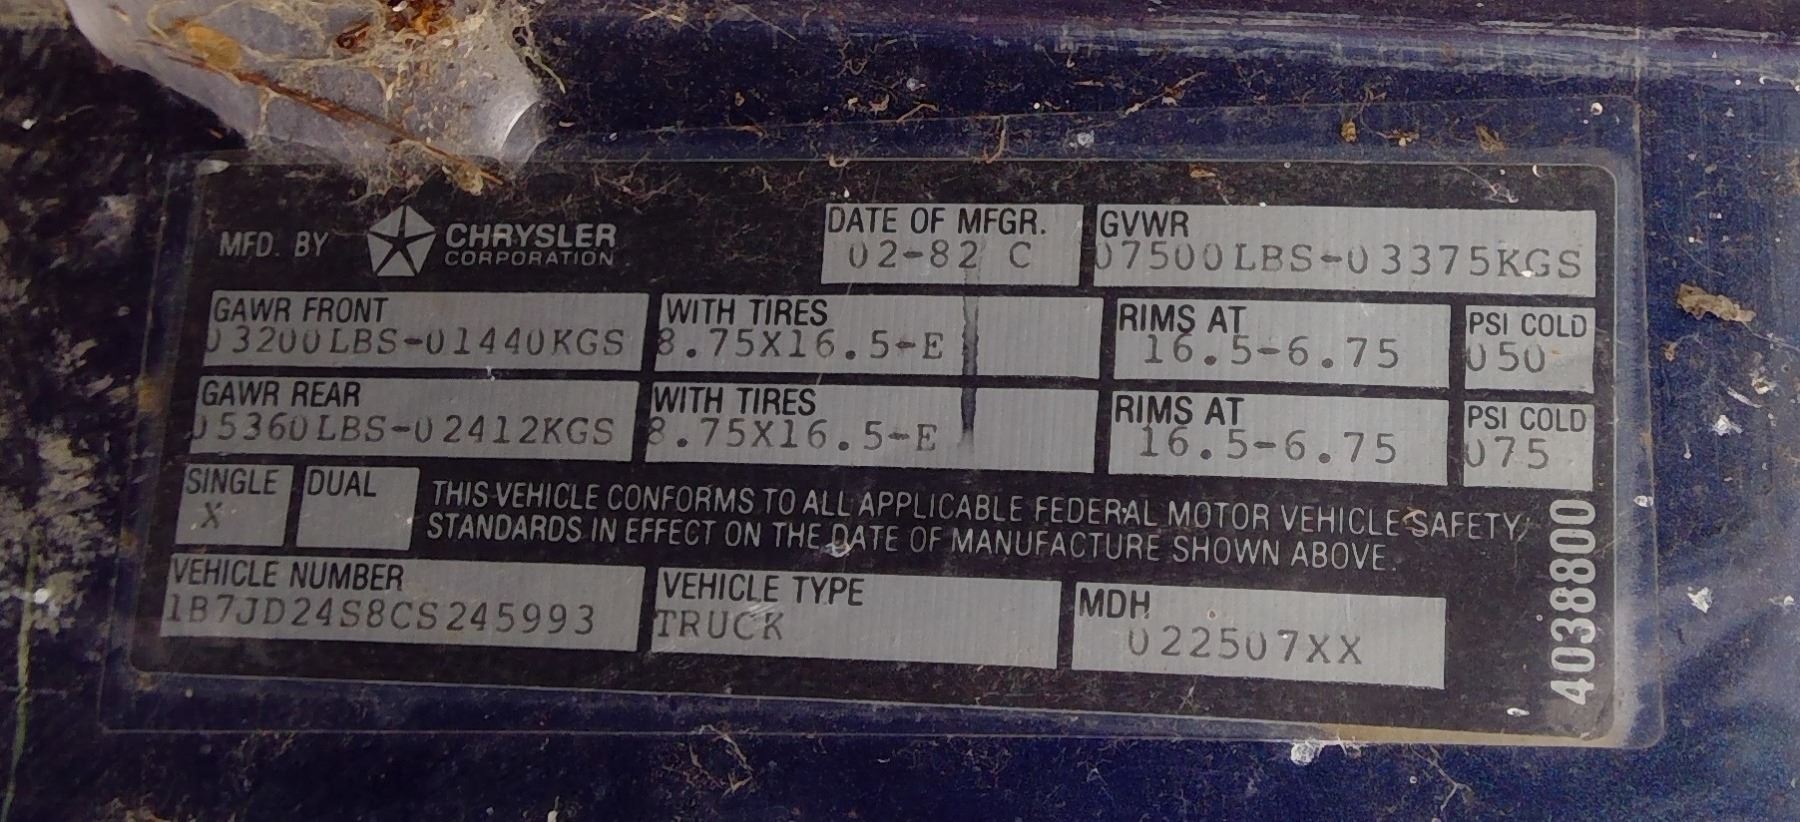 MFD. BY CHRYSLER CORPORATION
DATE OF MFGR.
02-82 C
GVWR
07500LBS-03375KGS
GAWR FRONT
03200LBS-01440KGS
WITH TIRES
8.75X16.5-E
RIMS AT
16.5-6.75
PSI COLD
050
GAWR REAR
05360LBS-02412KGS
WITH TIRES
8.75X16.5-E
RIMS AT
16.5-6.75
PSI COLD
075
SINGLE
X
DUAL
THIS VEHICLE CONFORMS TO ALL APPLICABLE FEDERAL MOTOR VEHICLE SAFETY
STANDARDS IN EFFECT ON THE DATE OF MANUFACTURE SHOWN ABOVE.
VEHICLE NUMBER
1B7JD24S8CS245993
VEHICLE TYPE
TRUCK
MDH
022507XX
4038800